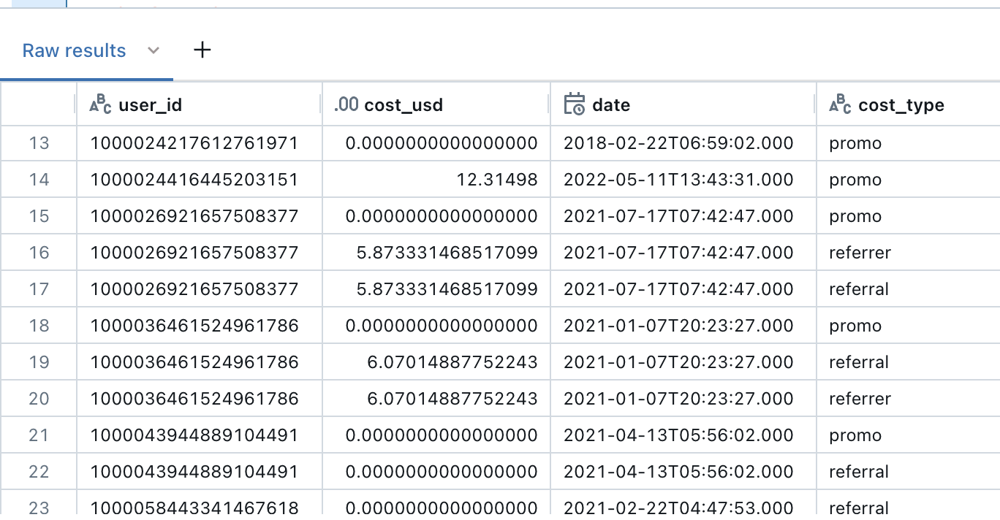 Raw results
user_id .00 cost_usd date cost_type
13 1000024217612761971 0.0000000000000000 2018-02-22T06:59:02.000 promo
14 1000024416445203151 12.31498 2022-05-11T13:43:31.000 promo
15 1000026921657508377 0.0000000000000000 2021-07-17T07:42:47.000 promo
16 1000026921657508377 5.873331468517099 2021-07-17T07:42:47.000 referrer
17 1000026921657508377 5.873331468517099 2021-07-17T07:42:47.000 referral
18 1000036461524961786 0.0000000000000000 2021-01-07T20:23:27.000 promo
19 1000036461524961786 6.07014887752243 2021-01-07T20:23:27.000 referral
20 1000036461524961786 6.07014887752243 2021-01-07T20:23:27.000 referrer
21 1000043944889104491 0.0000000000000000 2021-04-13T05:56:02.000 promo
22 1000043944889104491 0.0000000000000000 2021-04-13T05:56:02.000 referral
23 1000058443341467618 0.0000000000000000 2021-02-22T04:47:53.000 referral